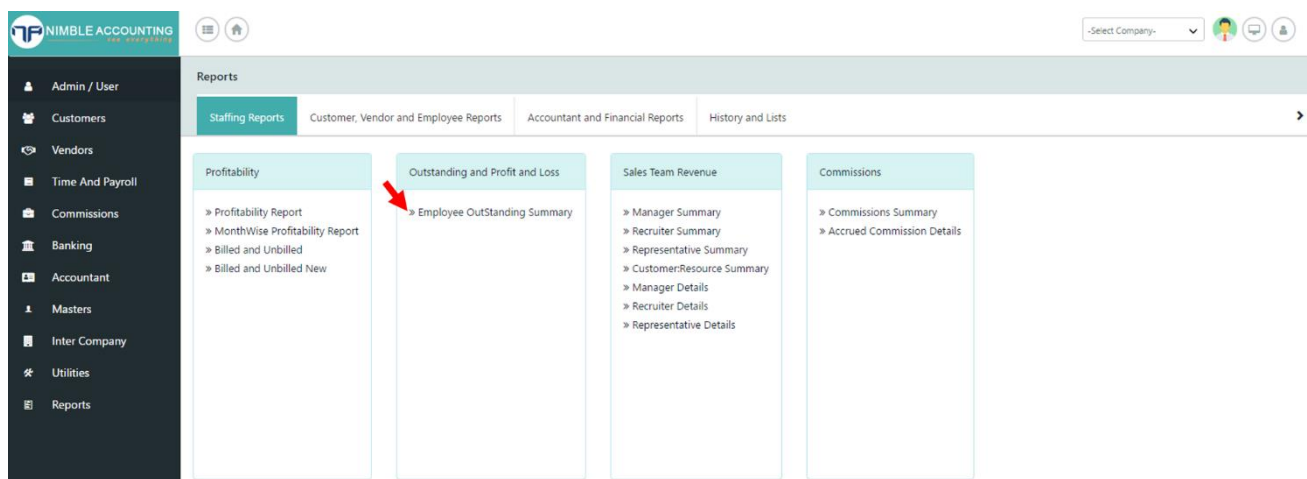 NIMBLE ACCOUNTING
see everything
-Select Company-
Admin / User
Customers
Vendors
Time And Payroll
Commissions
Banking
Accountant
Masters
Inter Company
Utilities
Reports
Reports
Staffing Reports
Customer, Vendor and Employee Reports
Accountant and Financial Reports
History and Lists
Profitability
» Profitability Report
» MonthWise Profitability Report
» Billed and Unbilled
» Billed and Unbilled New
Outstanding and Profit and Loss
» Employee OutStanding Summary
Sales Team Revenue
» Manager Summary
» Recruiter Summary
» Representative Summary
» Customer:Resource Summary
» Manager Details
» Recruiter Details
» Representative Details
Commissions
» Commissions Summary
» Accrued Commission Details